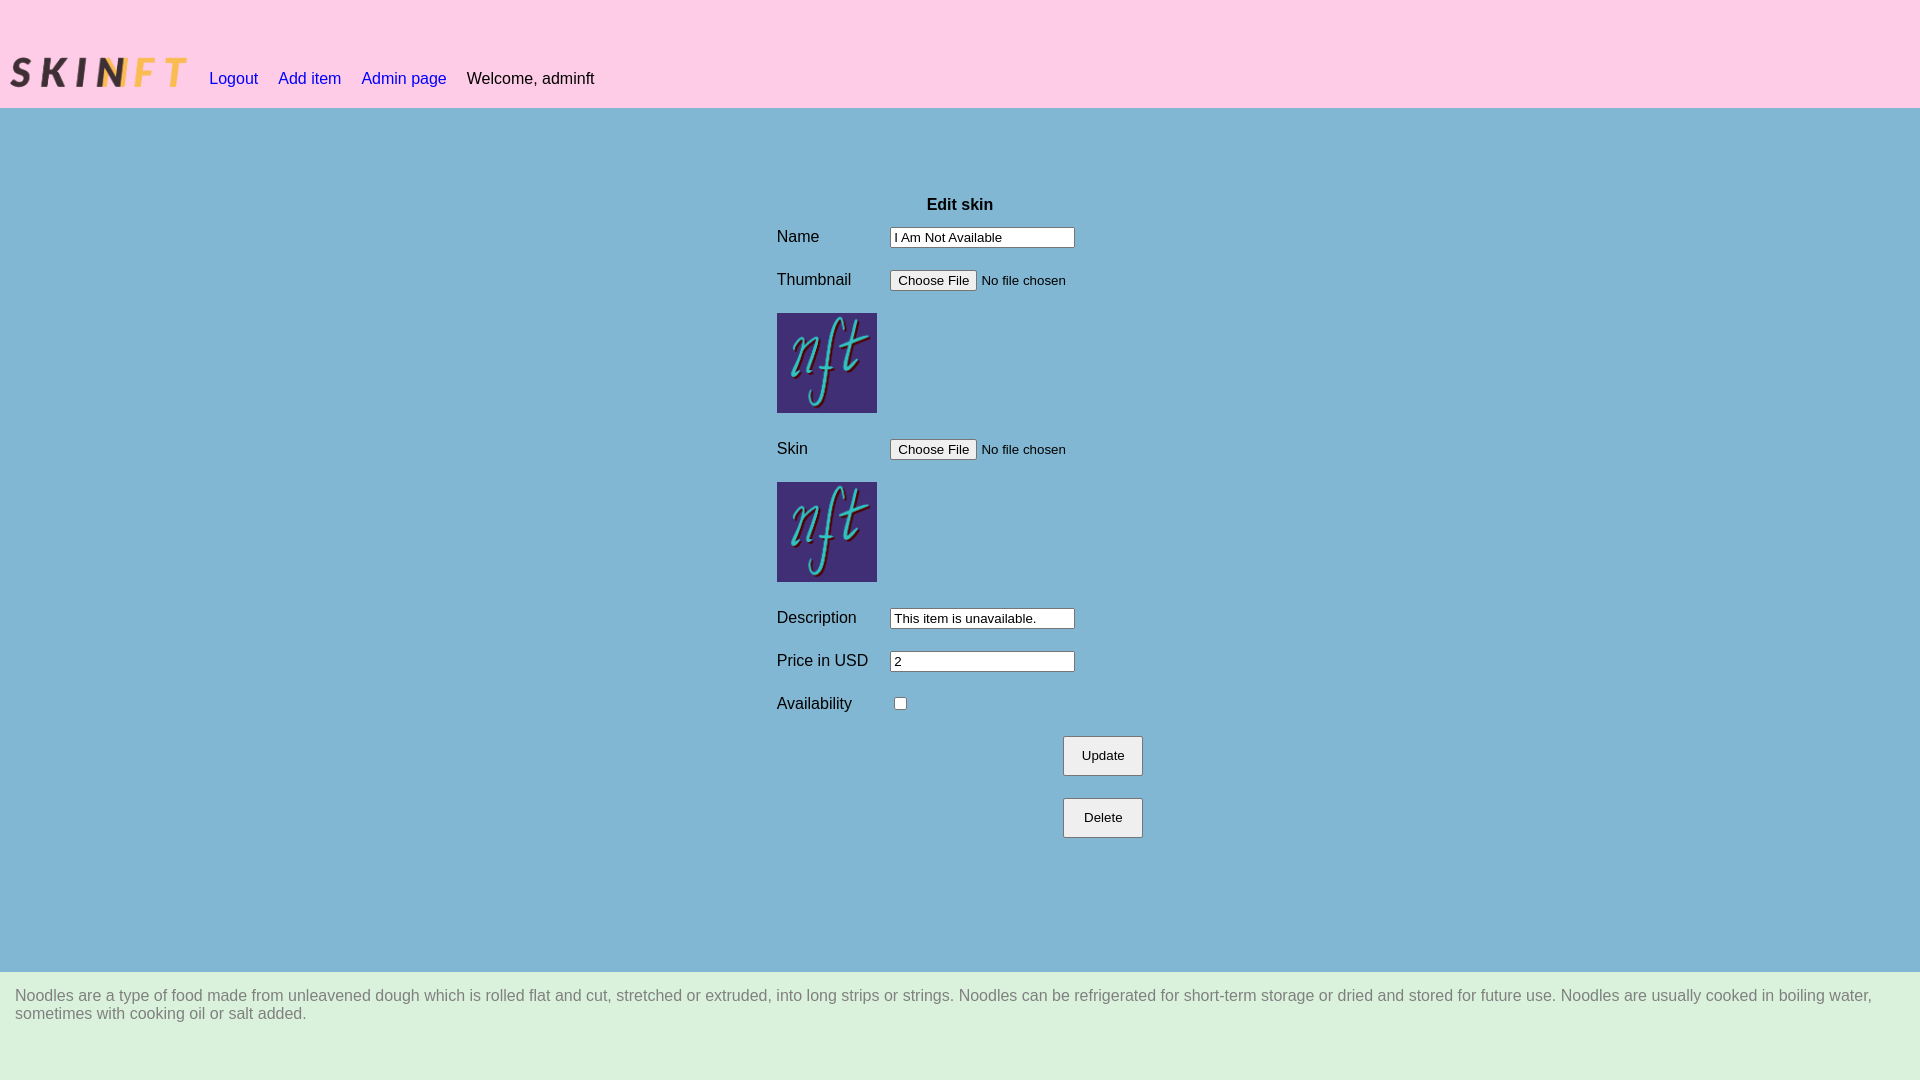 SKINNFT Logout Add item Admin page Welcome, adminft
Edit skin
Name I Am Not Available
Thumbnail Choose File No file chosen
nft
Skin Choose File No file chosen
nft
Description This item is unavailable.
Price in USD 2
Availability
Update
Delete
Noodles are a type of food made from unleavened dough which is rolled flat and cut, stretched or extruded, into long strips or strings. Noodles can be refrigerated for short-term storage or dried and stored for future use. Noodles are usually cooked in boiling water,
sometimes with cooking oil or salt added.